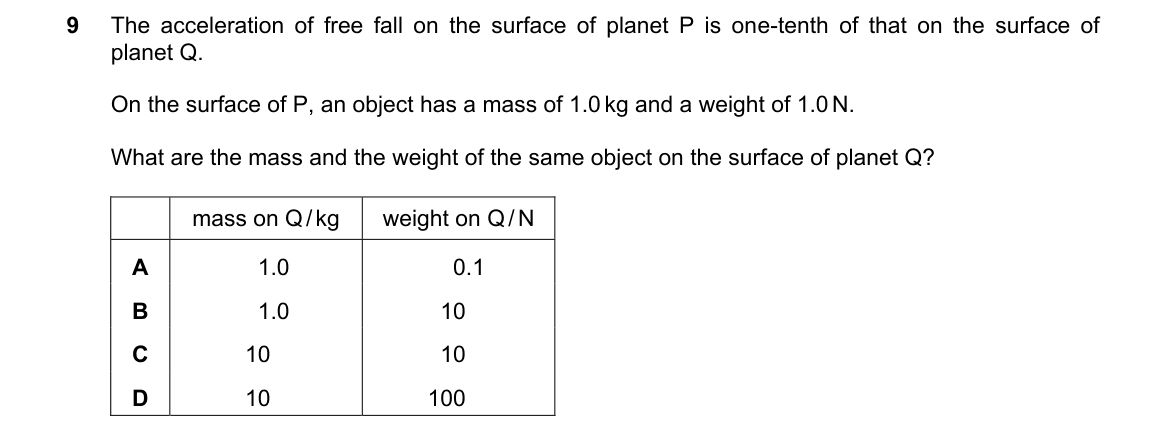 9 The acceleration of free fall on the surface of planet P is one-tenth of that on the surface of
planet Q.
On the surface of P, an object has a mass of 1.0 kg and a weight of 1.0 N.
What are the mass and the weight of the same object on the surface of planet Q?
mass on Q / kg weight on Q / N
A 1.0 0.1
B 1.0 10
C 10 10
D 10 100